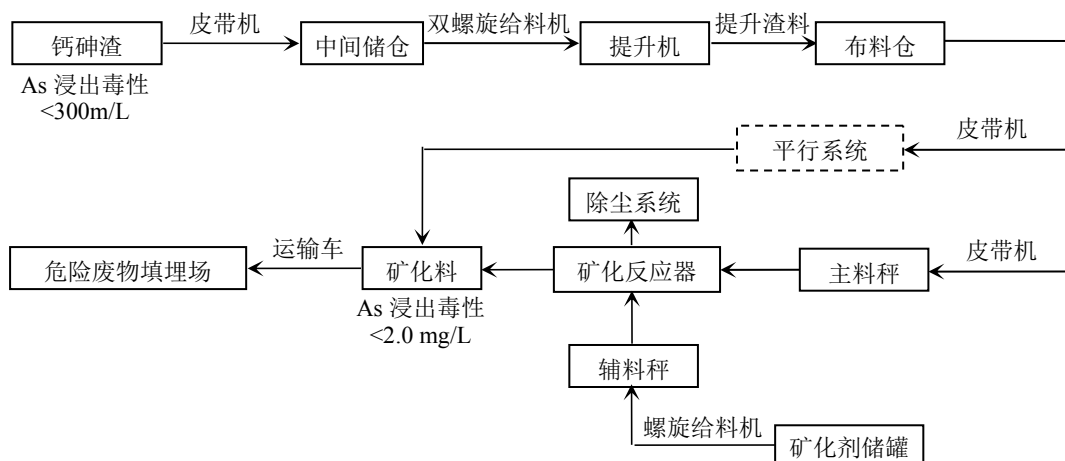 皮带机
双螺旋给料机
提升渣料
钙砷渣
中间储仓
提升机
布料仓
As 浸出毒性
<300m/L
皮带机
平行系统
除尘系统
运输车
皮带机
危险废物填埋场
矿化料
矿化反应器
主料秤
As 浸出毒性
<2.0 mg/L
辅料秤
螺旋给料机
矿化剂储罐